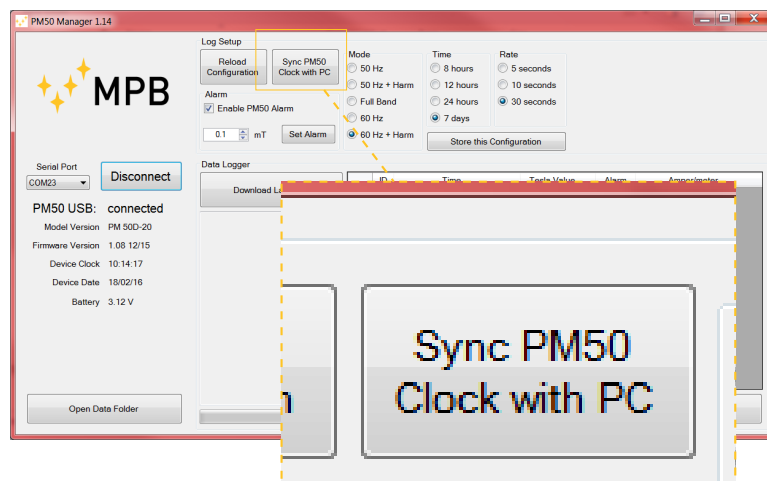 PM50 Manager 1.14
MPB
Log Setup
Reload
Configuration
Sync PM50
Clock with PC
Alarm
Enable PM50 Alarm
0.1
mT
Set Alarm
Mode
50 Hz
50 Hz + Harm
Full Band
60 Hz
60 Hz + Harm
Time
8 hours
12 hours
24 hours
7 days
Rate
5 seconds
10 seconds
30 seconds
Store this Configuration
Serial Port
COM23
Disconnect
PM50 USB: connected
Model Version PM 50D-20
Firmware Version 1.08 12/15
Device Clock 10:14:17
Device Date 18/02/16
Battery 3.12 V
Open Data Folder
Data Logger
Download La
ID
Time
Tesla Value
Alarm
Amper/meter
n
Sync PM50
Clock with PC